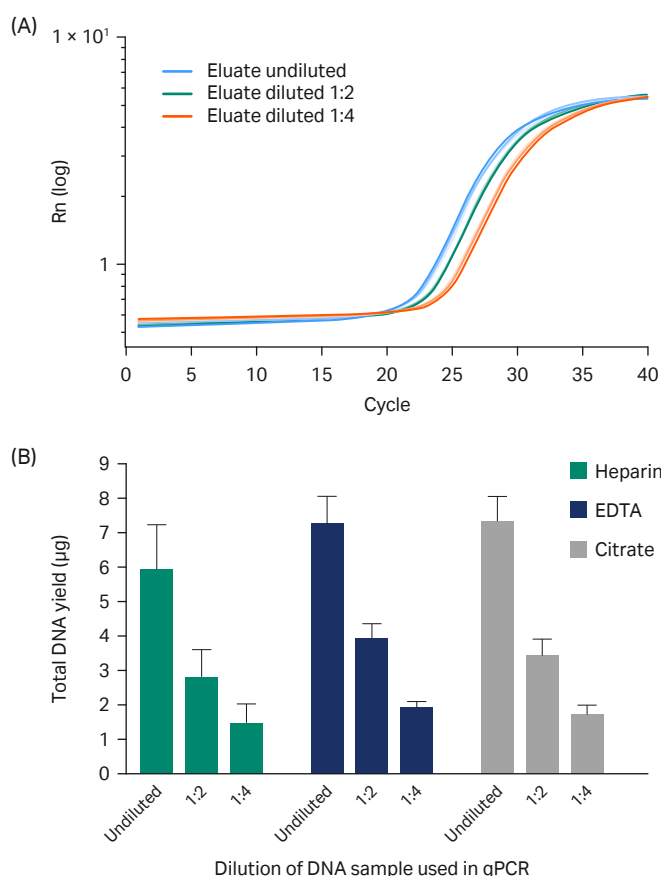 (A)
1 × 10¹
Eluate undiluted
Eluate diluted 1:2
Eluate diluted 1:4
Rn (log)
1
0 5 10 15 20 25 30 35 40
Cycle
(B)
9
8
7
6
5
4
3
2
1
0
Total DNA yield (µg)
Heparin
EDTA
Citrate
Undiluted 1:2 1:4 Undiluted 1:2 1:4 Undiluted 1:2 1:4
Dilution of DNA sample used in qPCR